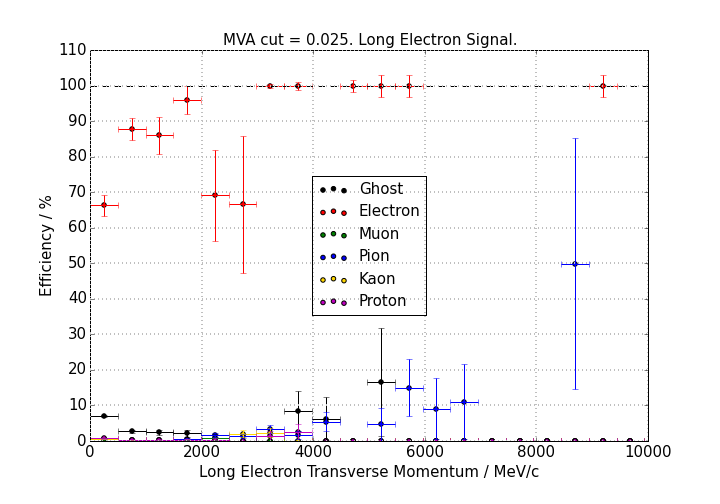 MVA cut = 0.025. Long Electron Signal.
110
100
90
80
70
60
50
40
30
20
10
0
Efficiency / %
Ghost
Electron
Muon
Pion
Kaon
Proton
0 2000 4000 6000 8000 10000
Long Electron Transverse Momentum / MeV/c